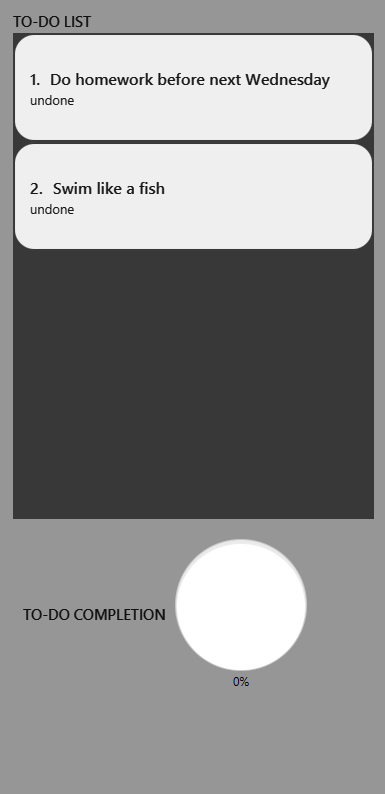 TO-DO LIST
1. Do homework before next Wednesday
undone
2. Swim like a fish
undone
TO-DO COMPLETION
0%